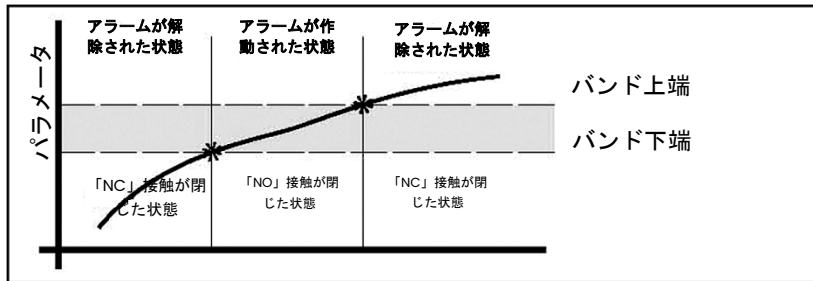 アラームが解
除された状態
アラームが作
動された状態
アラームが解
除された状態
パラメータ
バンド上端
バンド下端
「NC」接触が閉
じた状態
「NO」接触が閉
じた状態
「NC」接触が閉
じた状態